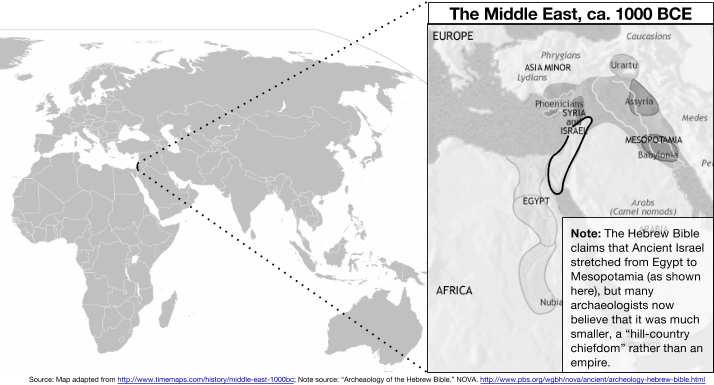 The Middle East, ca. 1000 BCE
EUROPE
Caucasians
Phrygians
Urartu
ASIA MINOR
Lydians
Phoenicians
Assyria
SYRIA
and
ISRAEL
Medes
MESOPOTAMIA
Babylonia
EGYPT
Arabs
(Camel nomads)
ARABIA
AFRICA
Note: The Hebrew Bible
claims that Ancient Israel
stretched from Egypt to
Mesopotamia (as shown
here), but many
archaeologists now
believe that it was much
smaller, a “hill-country
chiefdom” rather than an
empire.
Source: Map adapted from http://www.timemaps.com/history/middle-east-1000bc; Note source: “Archeaology of the Hebrew Bible.” NOVA. http://www.pbs.org/wgbh/nova/ancient/archeology-hebrew-bible.html